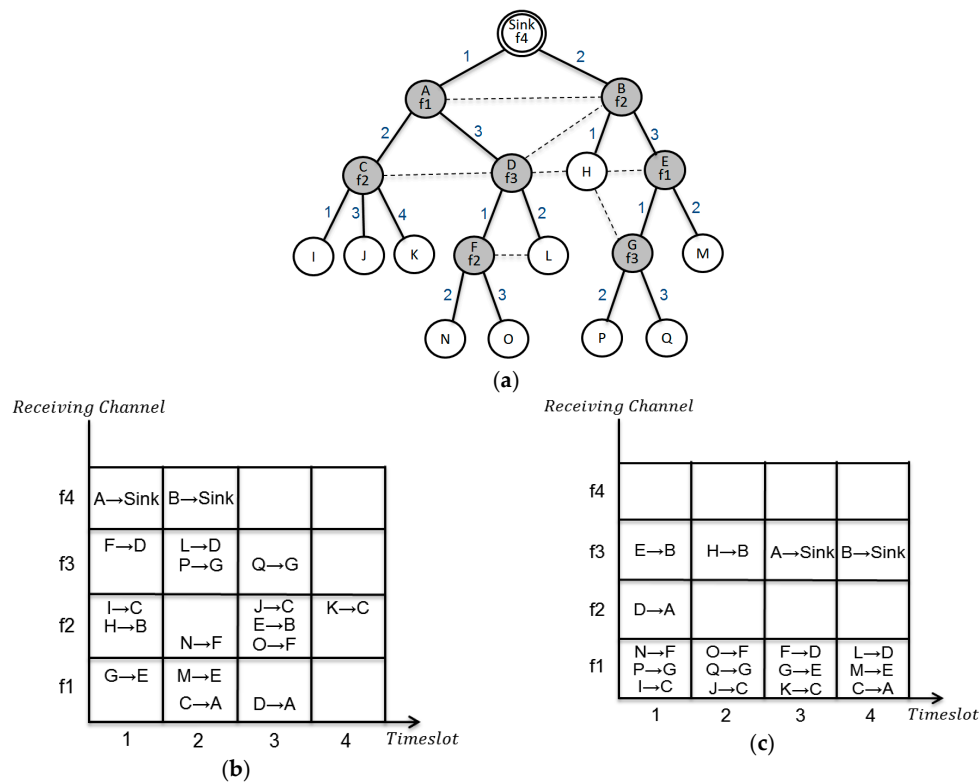 Sink
f4
1
2
A
f1
B
f2
2
3
1
3
C
f2
D
f3
H
E
f1
1
3
4
1
2
1
2
I
J
K
F
f2
L
G
f3
M
2
3
2
3
N
O
P
Q
(a)
Receiving Channel
f4
A→Sink
B→Sink
f3
F→D
L→D
P→G
Q→G
f2
I→C
H→B
N→F
J→C
E→B
O→F
K→C
f1
G→E
M→E
C→A
D→A
1
2
3
4
Timeslot
(b)
Receiving Channel
f4
f3
E→B
H→B
A→Sink
B→Sink
f2
D→A
f1
N→F
P→G
I→C
O→F
Q→G
J→C
F→D
G→E
K→C
L→D
M→E
C→A
1
2
3
4
Timeslot
(c)